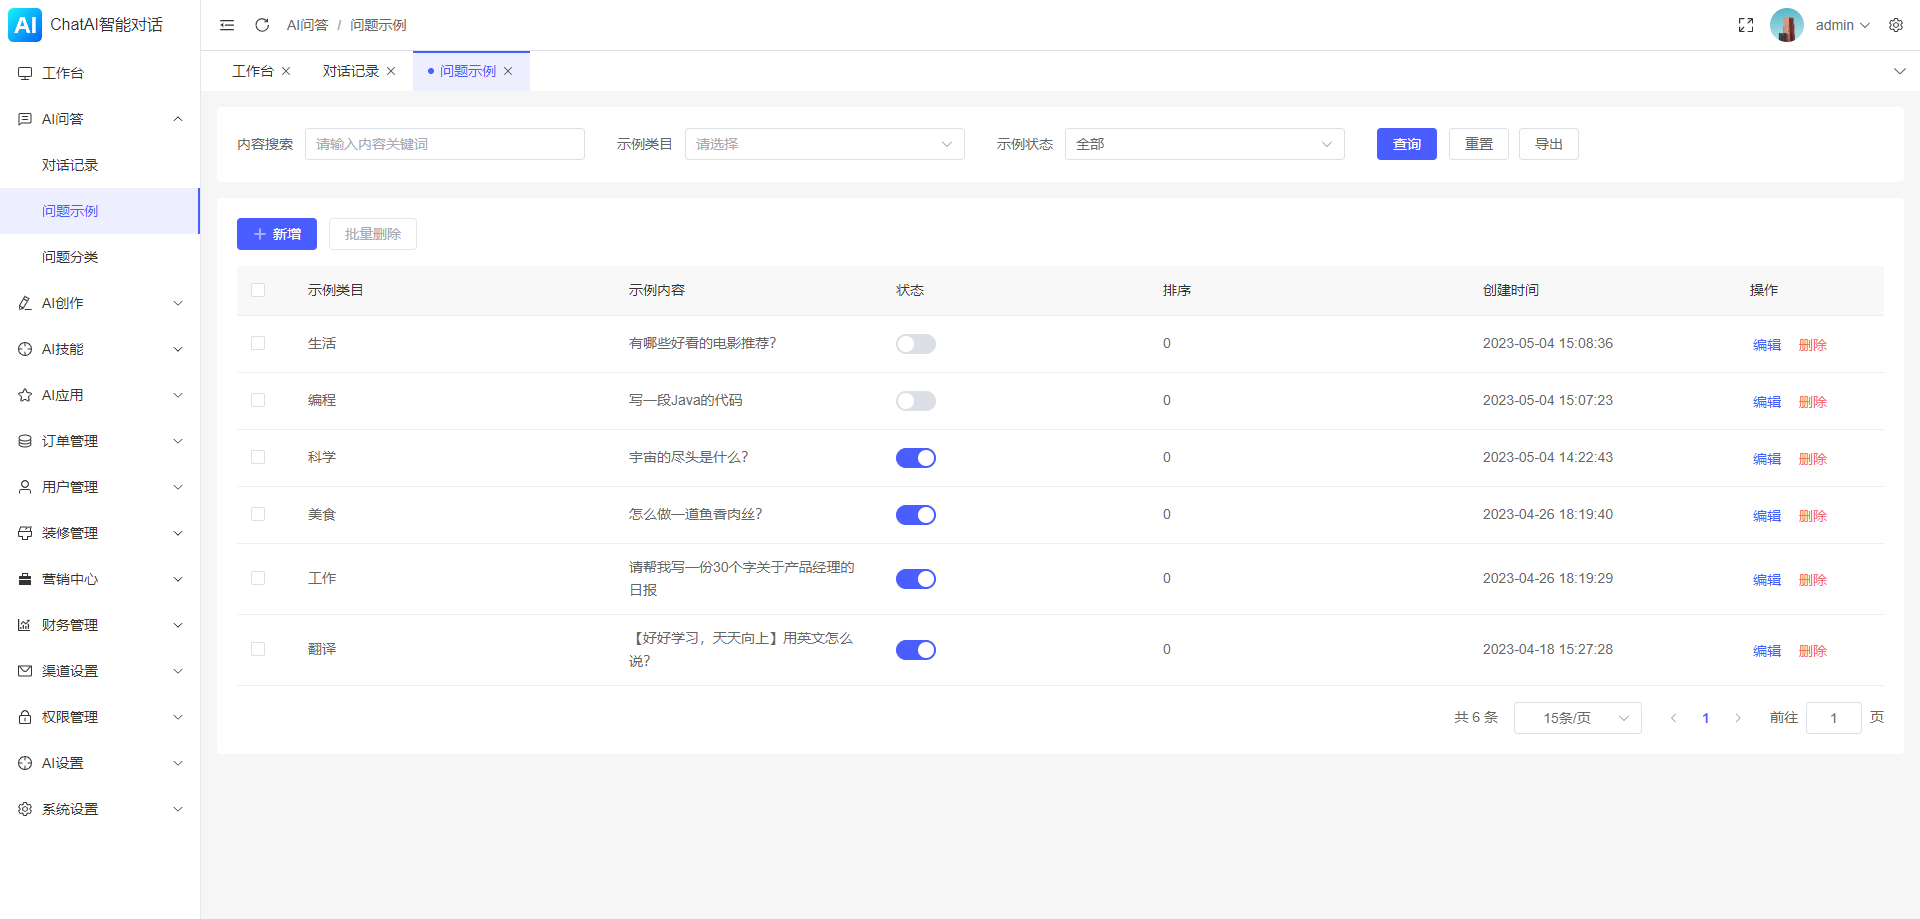 AI ChatAI智能对话
AI问答 / 问题示例
admin
工作台
AI问答
对话记录
问题示例
问题分类
AI创作
AI技能
AI应用
订单管理
用户管理
装修管理
营销中心
财务管理
渠道设置
权限管理
AI设置
系统设置
工作台 对话记录 问题示例
内容搜索 请输入内容关键词 示例类目 请选择 示例状态 全部 查询 重置 导出
新增 批量删除
示例类目 示例内容 状态 排序 创建时间 操作
生活 有哪些好看的电影推荐? 0 2023-05-04 15:08:36 编辑 删除
编程 写一段Java的代码 0 2023-05-04 15:07:23 编辑 删除
科学 宇宙的尽头是什么? 0 2023-05-04 14:22:43 编辑 删除
美食 怎么做一道鱼香肉丝? 0 2023-04-26 18:19:40 编辑 删除
工作 请帮我写一份30个字关于产品经理的
日报 0 2023-04-26 18:19:29 编辑 删除
翻译 【好好学习，天天向上】用英文怎么
说? 0 2023-04-18 15:27:28 编辑 删除
共 6 条 15条/页 1 前往 1 页